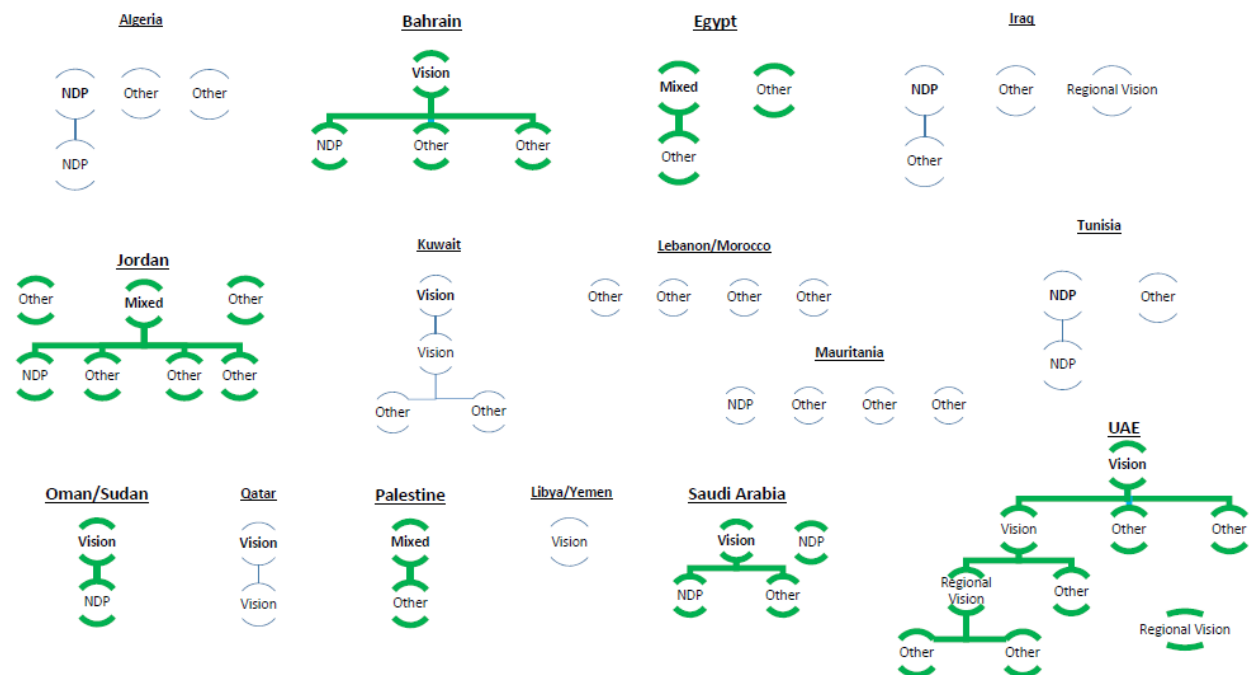 Algeria
NDP
Other
Other
NDP
Bahrain
Vision
NDP
Other
Other
Egypt
Mixed
Other
Other
Iraq
NDP
Other
Regional Vision
Other
Jordan
Other
Mixed
Other
NDP
Other
Other
Other
Kuwait
Vision
Vision
Other
Other
Lebanon/Morocco
Other
Other
Other
Other
Mauritania
NDP
Other
Other
Other
Tunisia
NDP
Other
NDP
Oman/Sudan
Vision
NDP
Qatar
Vision
Vision
Palestine
Mixed
Other
Libya/Yemen
Vision
Saudi Arabia
Vision
NDP
NDP
Other
UAE
Vision
Vision
Other
Other
Regional
Vision
Other
Other
Other
Regional Vision